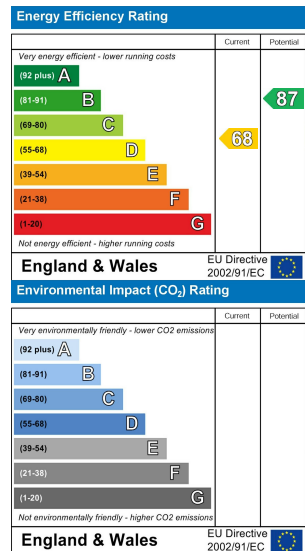 Energy Efficiency Rating
Current Potential
Very energy efficient - lower running costs
(92 plus) A
(81-91) B
87
(69-80) C
68
(55-68) D
(39-54) E
(21-38) F
(1-20) G
Not energy efficient - higher running costs
England & Wales
EU Directive
2002/91/EC
Environmental Impact (CO₂) Rating
Current Potential
Very environmentally friendly - lower CO2 emissions
(92 plus) A
(81-91) B
(69-80) C
(55-68) D
(39-54) E
(21-38) F
(1-20) G
Not environmentally friendly - higher CO2 emissions
England & Wales
EU Directive
2002/91/EC